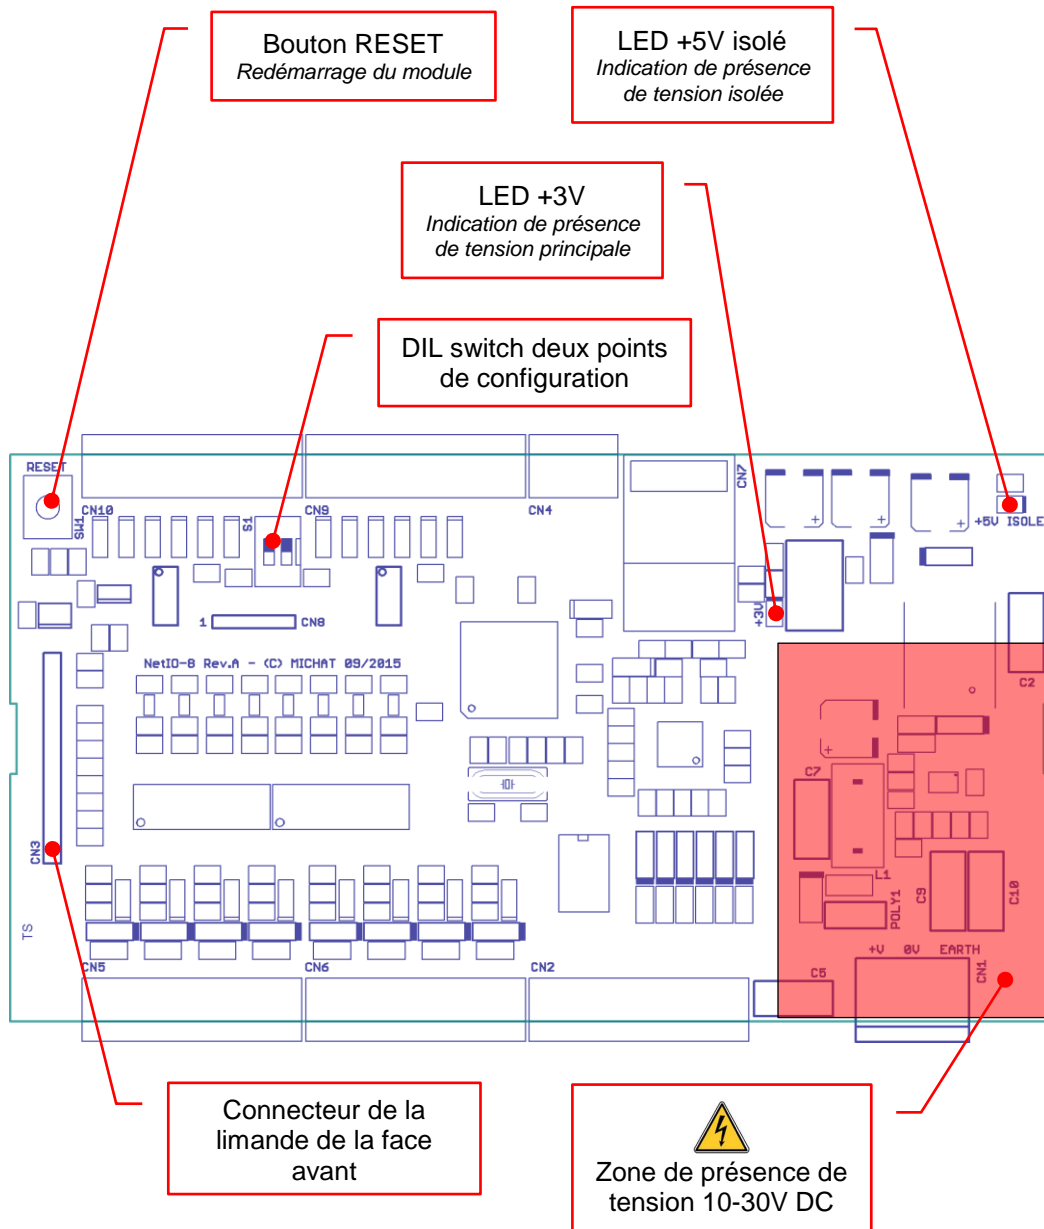 Bouton RESET
Redémarrage du module
LED +5V isolé
Indication de présence
de tension isolée
LED +3V
Indication de présence
de tension principale
DIL switch deux points
de configuration
RESET
SW1
CN10
S1
CN9
CN4
CN7
+5V ISOLE
+3V
1
CN8
C2
NetIO-8 Rev.A - (C) MICHAT 09/2015
C7
CN3
L1
POLY1
C9
C10
TS
+V 0V EARTH
CN1
CN5
CN6
CN2
C5
Connecteur de la
limande de la face
avant
Zone de présence de
tension 10-30V DC